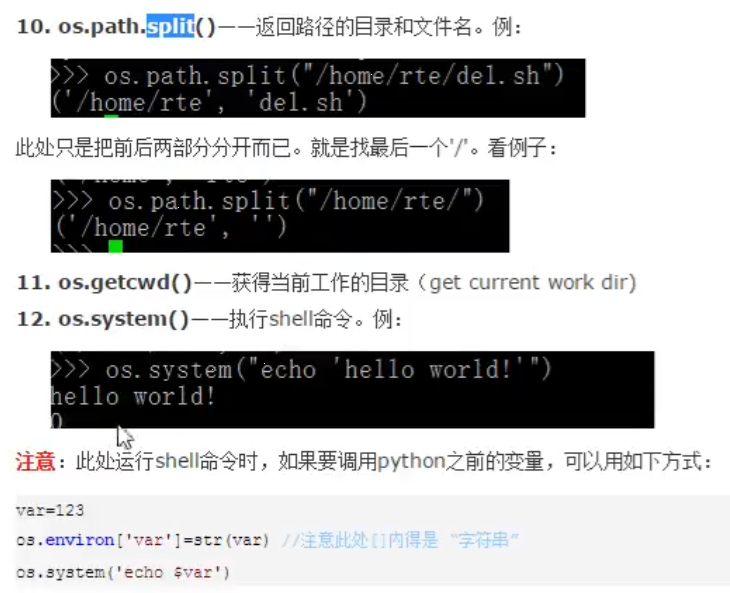 10. os.path.split()——返回路径的目录和文件名。例：
>>> os.path.split("/home/rte/del.sh")
('/home/rte', 'del.sh')
此处只是把前后两部分分开而已。就是找最后一个'/'。看例子：
>>> os.path.split("/home/rte/")
('/home/rte', '')
>>>
11. os.getcwd()——获得当前工作的目录（get current work dir)
12. os.system()——执行shell命令。例：
>>> os.system("echo 'hello world!'")
hello world!
0
注意：此处运行shell命令时，如果要调用python之前的变量，可以用如下方式：
var=123
os.environ['var']=str(var) //注意此处[]内得是 “字符串”
os.system('echo $var')